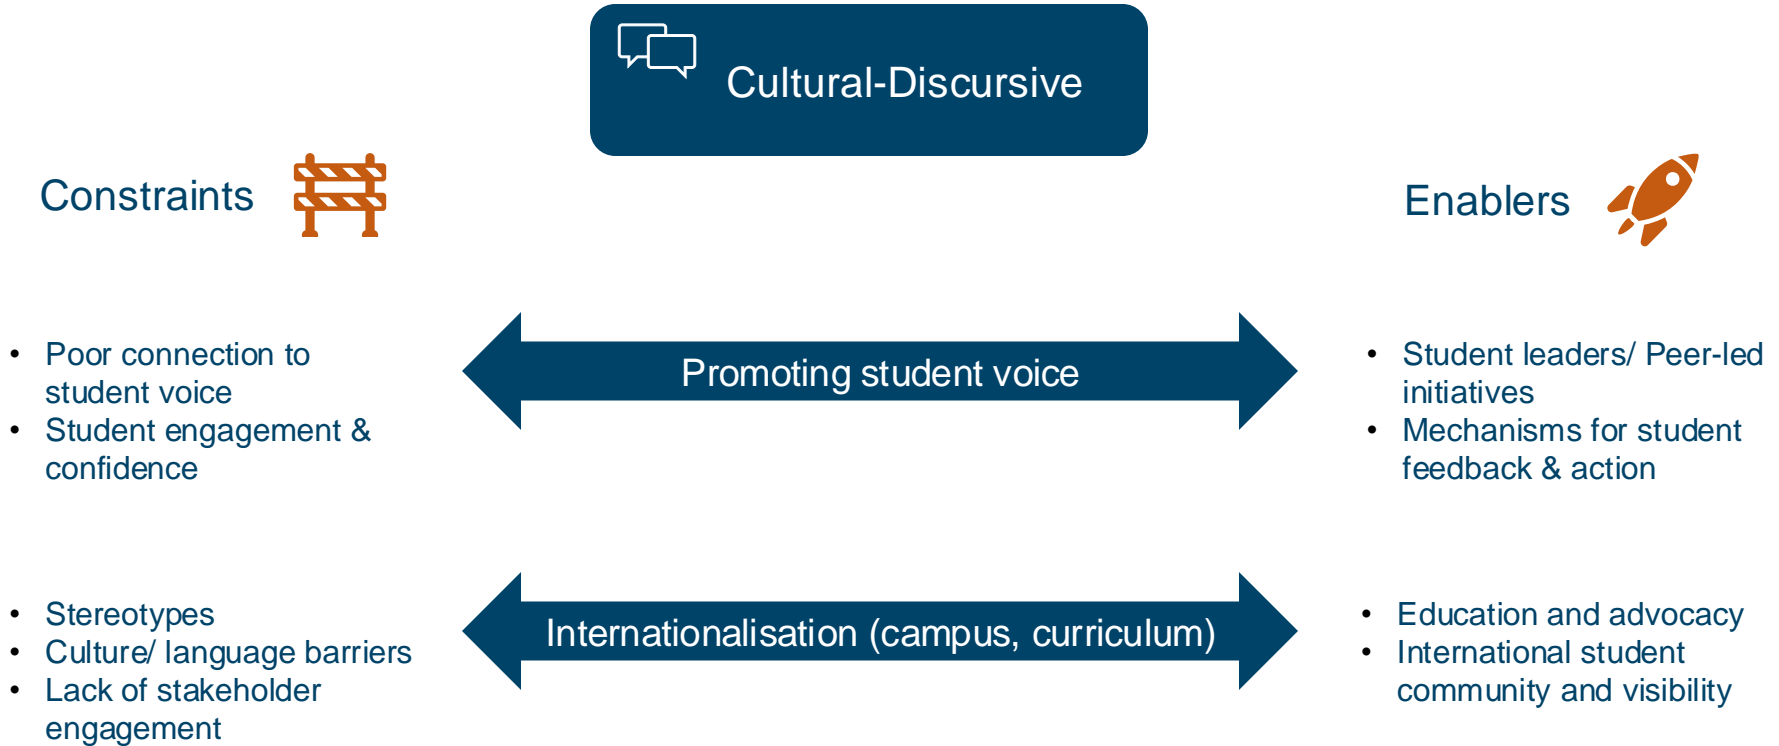 Cultural-Discursive
Constraints
Enablers
• Poor connection to
student voice
• Student engagement &
confidence
Promoting student voice
• Student leaders/ Peer-led
initiatives
• Mechanisms for student
feedback & action
• Stereotypes
• Culture/ language barriers
• Lack of stakeholder
engagement
Internationalisation (campus, curriculum)
• Education and advocacy
• International student
community and visibility